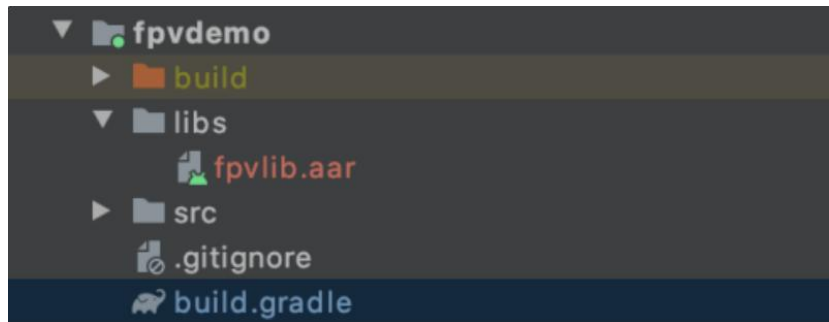 fpvdemo
build
libs
fpvlib.aar
src
.gitignore
build.gradle